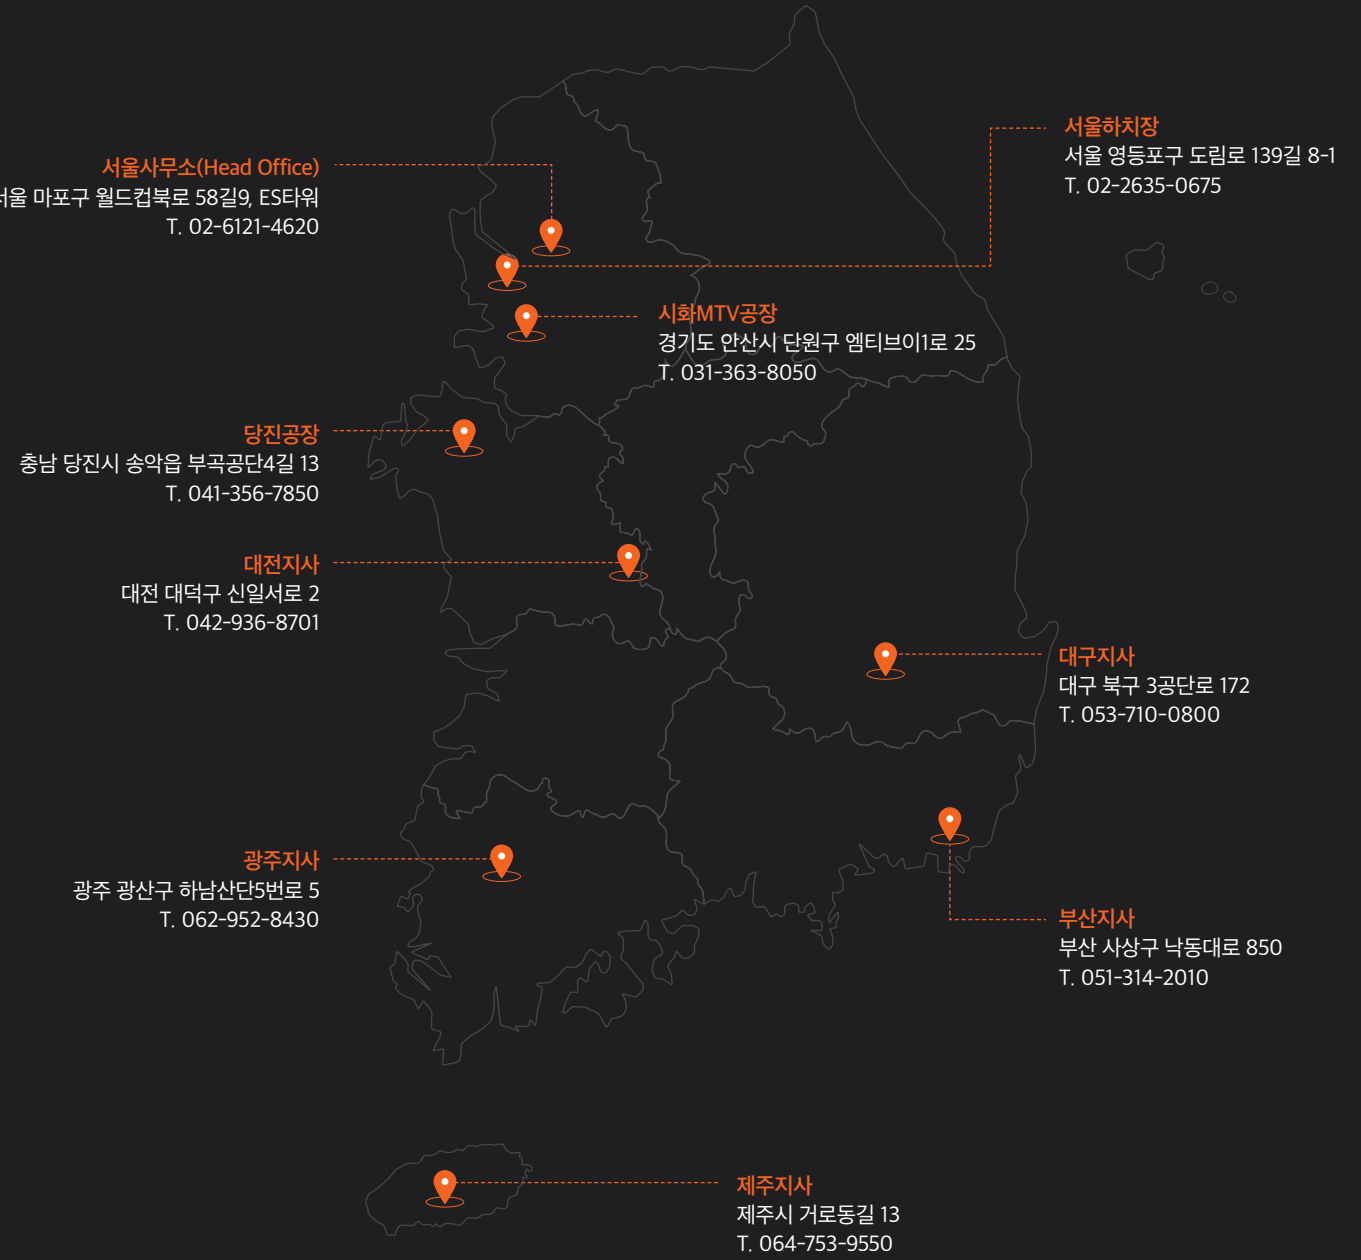 서울하치장
서울 영등포구 도림로 139길 8-1
T. 02-2635-0675
서울사무소(Head Office)
서울 마포구 월드컵북로 58길9, ES타워
T. 02-6121-4620
시화MTV공장
경기도 안산시 단원구 엠티브이1로 25
T. 031-363-8050
당진공장
충남 당진시 송악읍 부곡공단4길 13
T. 041-356-7850
대전지사
대전 대덕구 신일서로 2
T. 042-936-8701
대구지사
대구 북구 3공단로 172
T. 053-710-0800
광주지사
광주 광산구 하남산단5번로 5
T. 062-952-8430
부산지사
부산 사상구 낙동대로 850
T. 051-314-2010
제주지사
제주시 거로동길 13
T. 064-753-9550